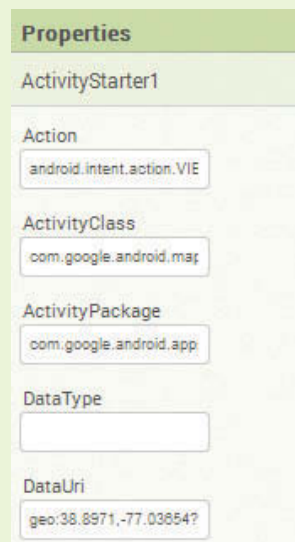 Properties
ActivityStarter1
Action
android.intent.action.VIE
ActivityClass
com.google.android.map
ActivityPackage
com.google.android.app
DataType
DataUri
geo:38.8971,-77.03654?